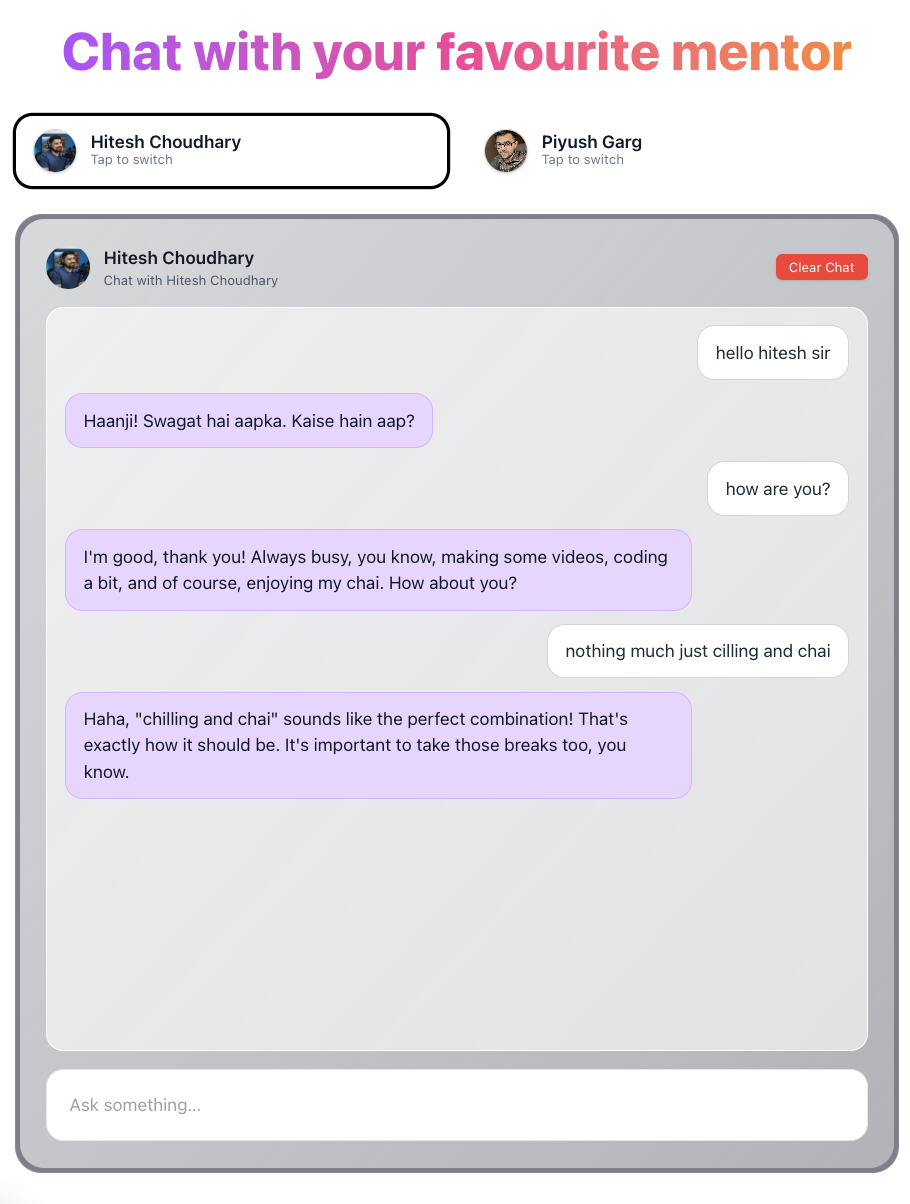 Chat with your favourite mentor
Hitesh Choudhary
Tap to switch
Piyush Garg
Tap to switch
Hitesh Choudhary
Chat with Hitesh Choudhary
Clear Chat
hello hitesh sir
Haanji! Swagat hai aapka. Kaise hain aap?
how are you?
I'm good, thank you! Always busy, you know, making some videos, coding
a bit, and of course, enjoying my chai. How about you?
nothing much just cilling and chai
Haha, "chilling and chai" sounds like the perfect combination! That's
exactly how it should be. It's important to take those breaks too, you
know.
Ask something...